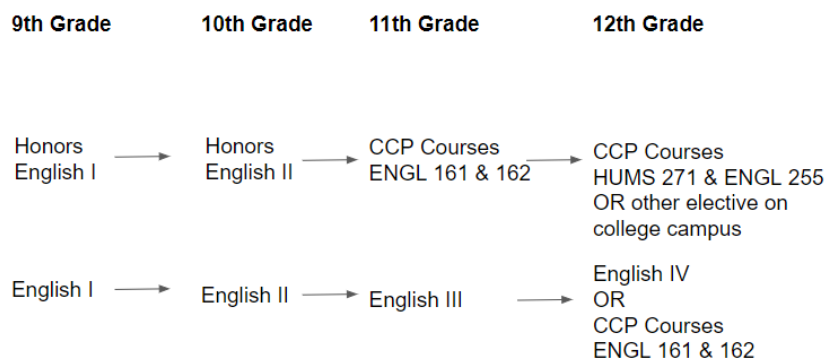 9th Grade
10th Grade
11th Grade
12th Grade
Honors
English I
Honors
English II
CCP Courses
ENGL 161 & 162
CCP Courses
HUMS 271 & ENGL 255
OR other elective on
college campus
English I
English II
English III
English IV
OR
CCP Courses
ENGL 161 & 162